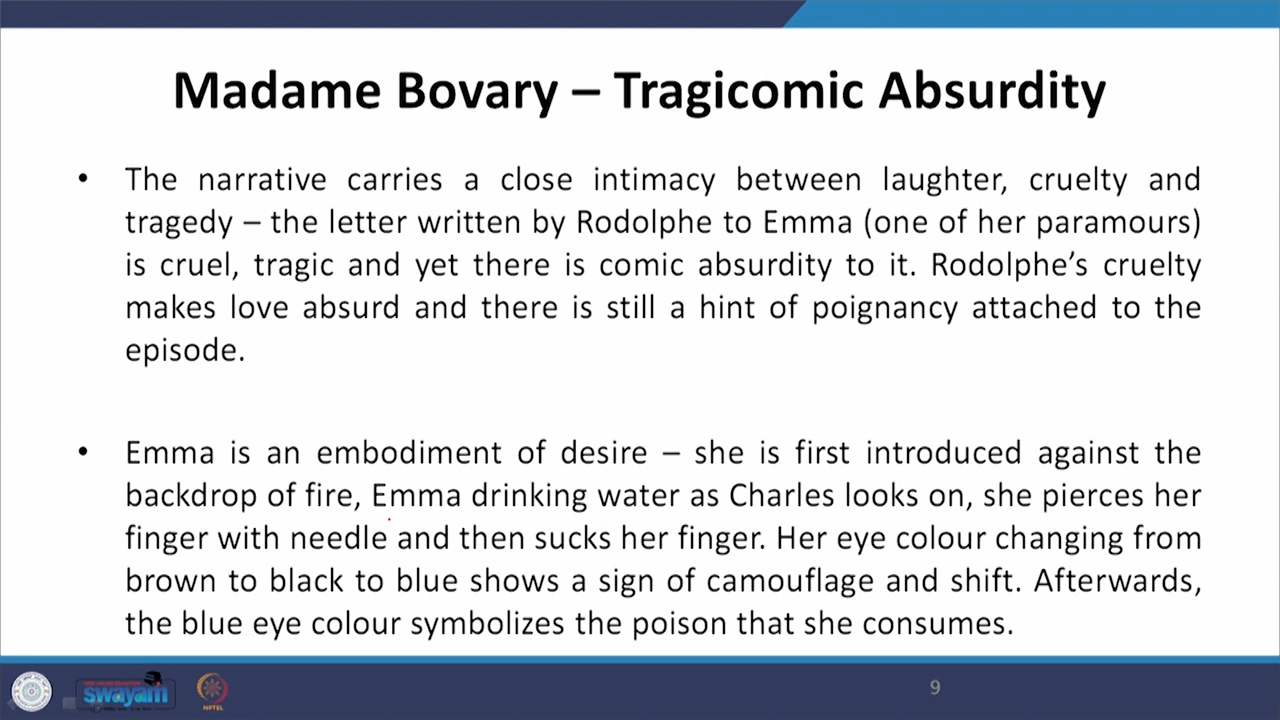 Madame Bovary – Tragicomic Absurdity
• The narrative carries a close intimacy between laughter, cruelty and
tragedy – the letter written by Rodolphe to Emma (one of her paramours)
is cruel, tragic and yet there is comic absurdity to it. Rodolphe’s cruelty
makes love absurd and there is still a hint of poignancy attached to the
episode.
• Emma is an embodiment of desire – she is first introduced against the
backdrop of fire, Emma drinking water as Charles looks on, she pierces her
finger with needle and then sucks her finger. Her eye colour changing from
brown to black to blue shows a sign of camouflage and shift. Afterwards,
the blue eye colour symbolizes the poison that she consumes.
swayam
NPTEL
9